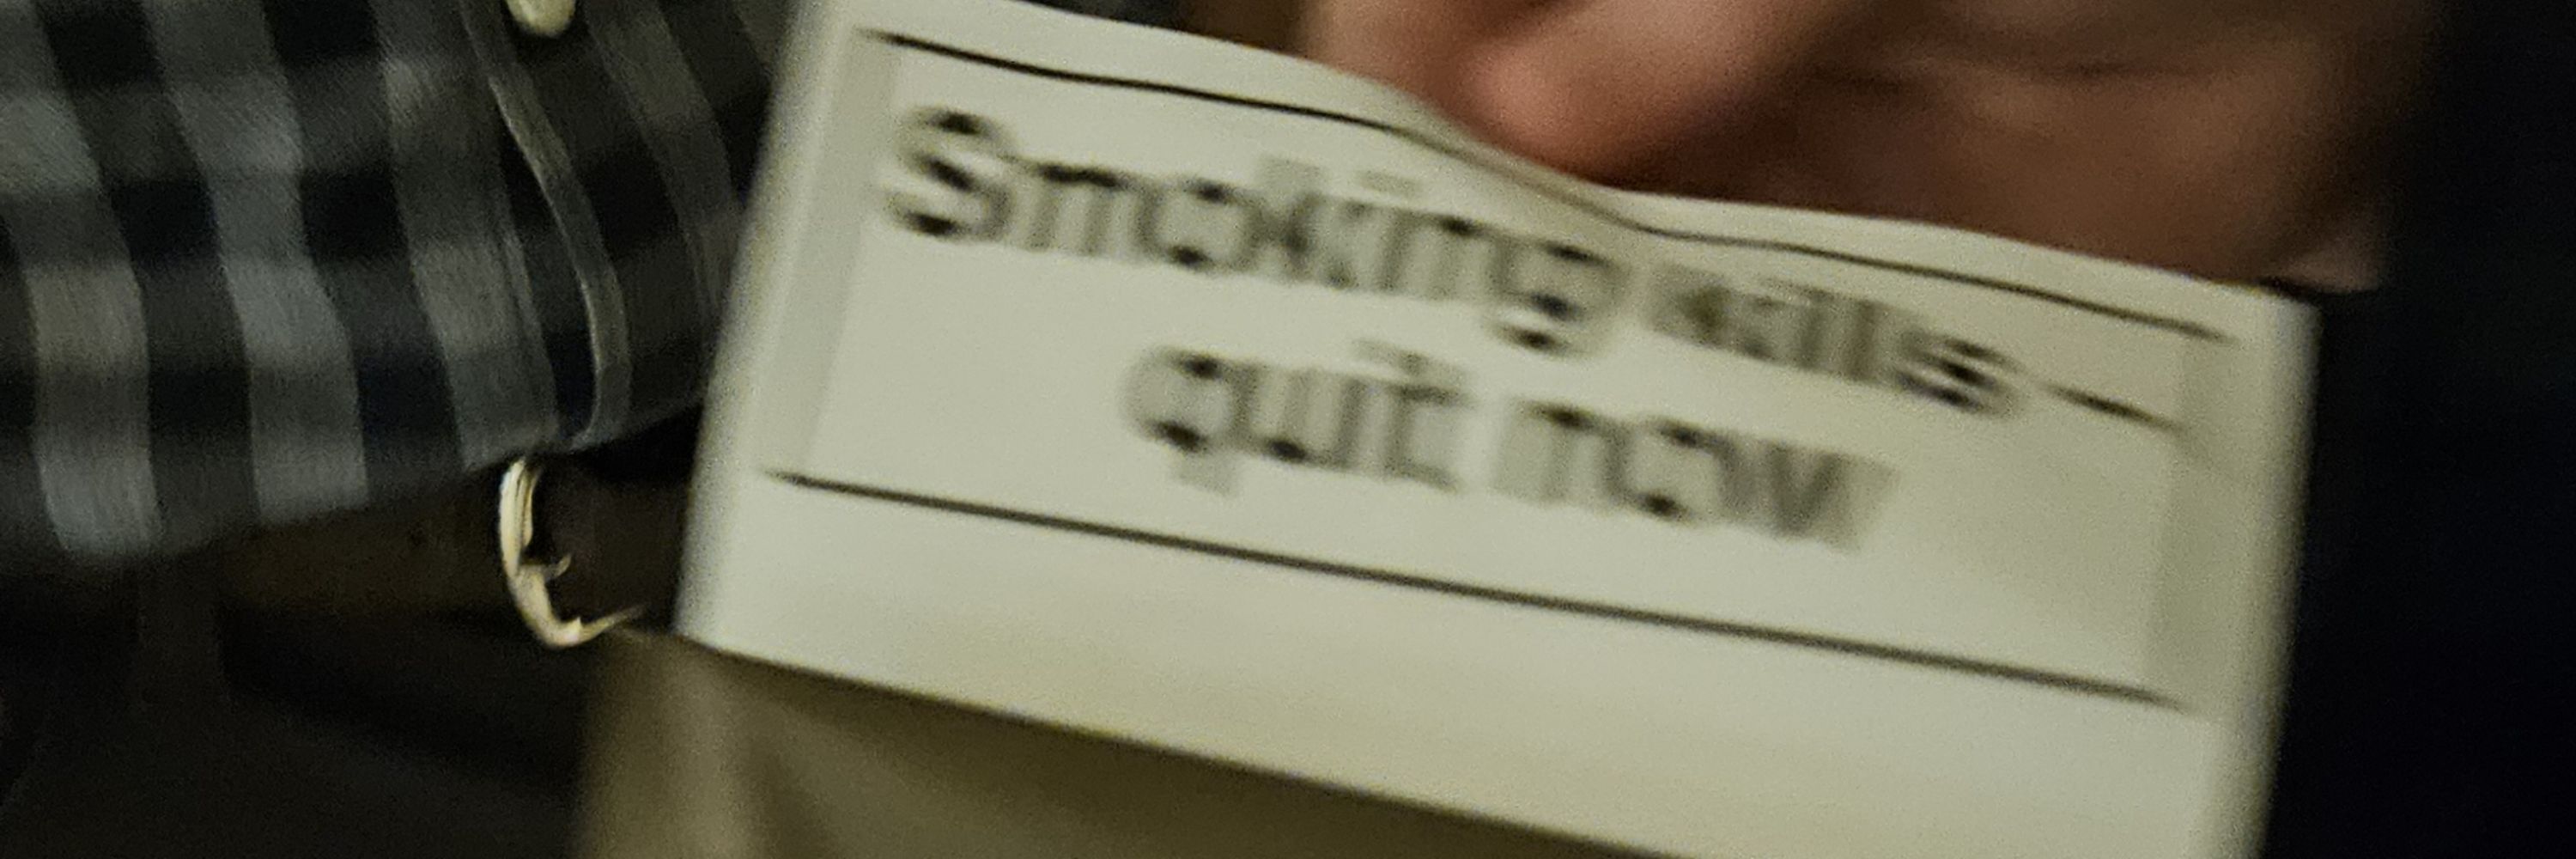 Smoking kills –
quit now